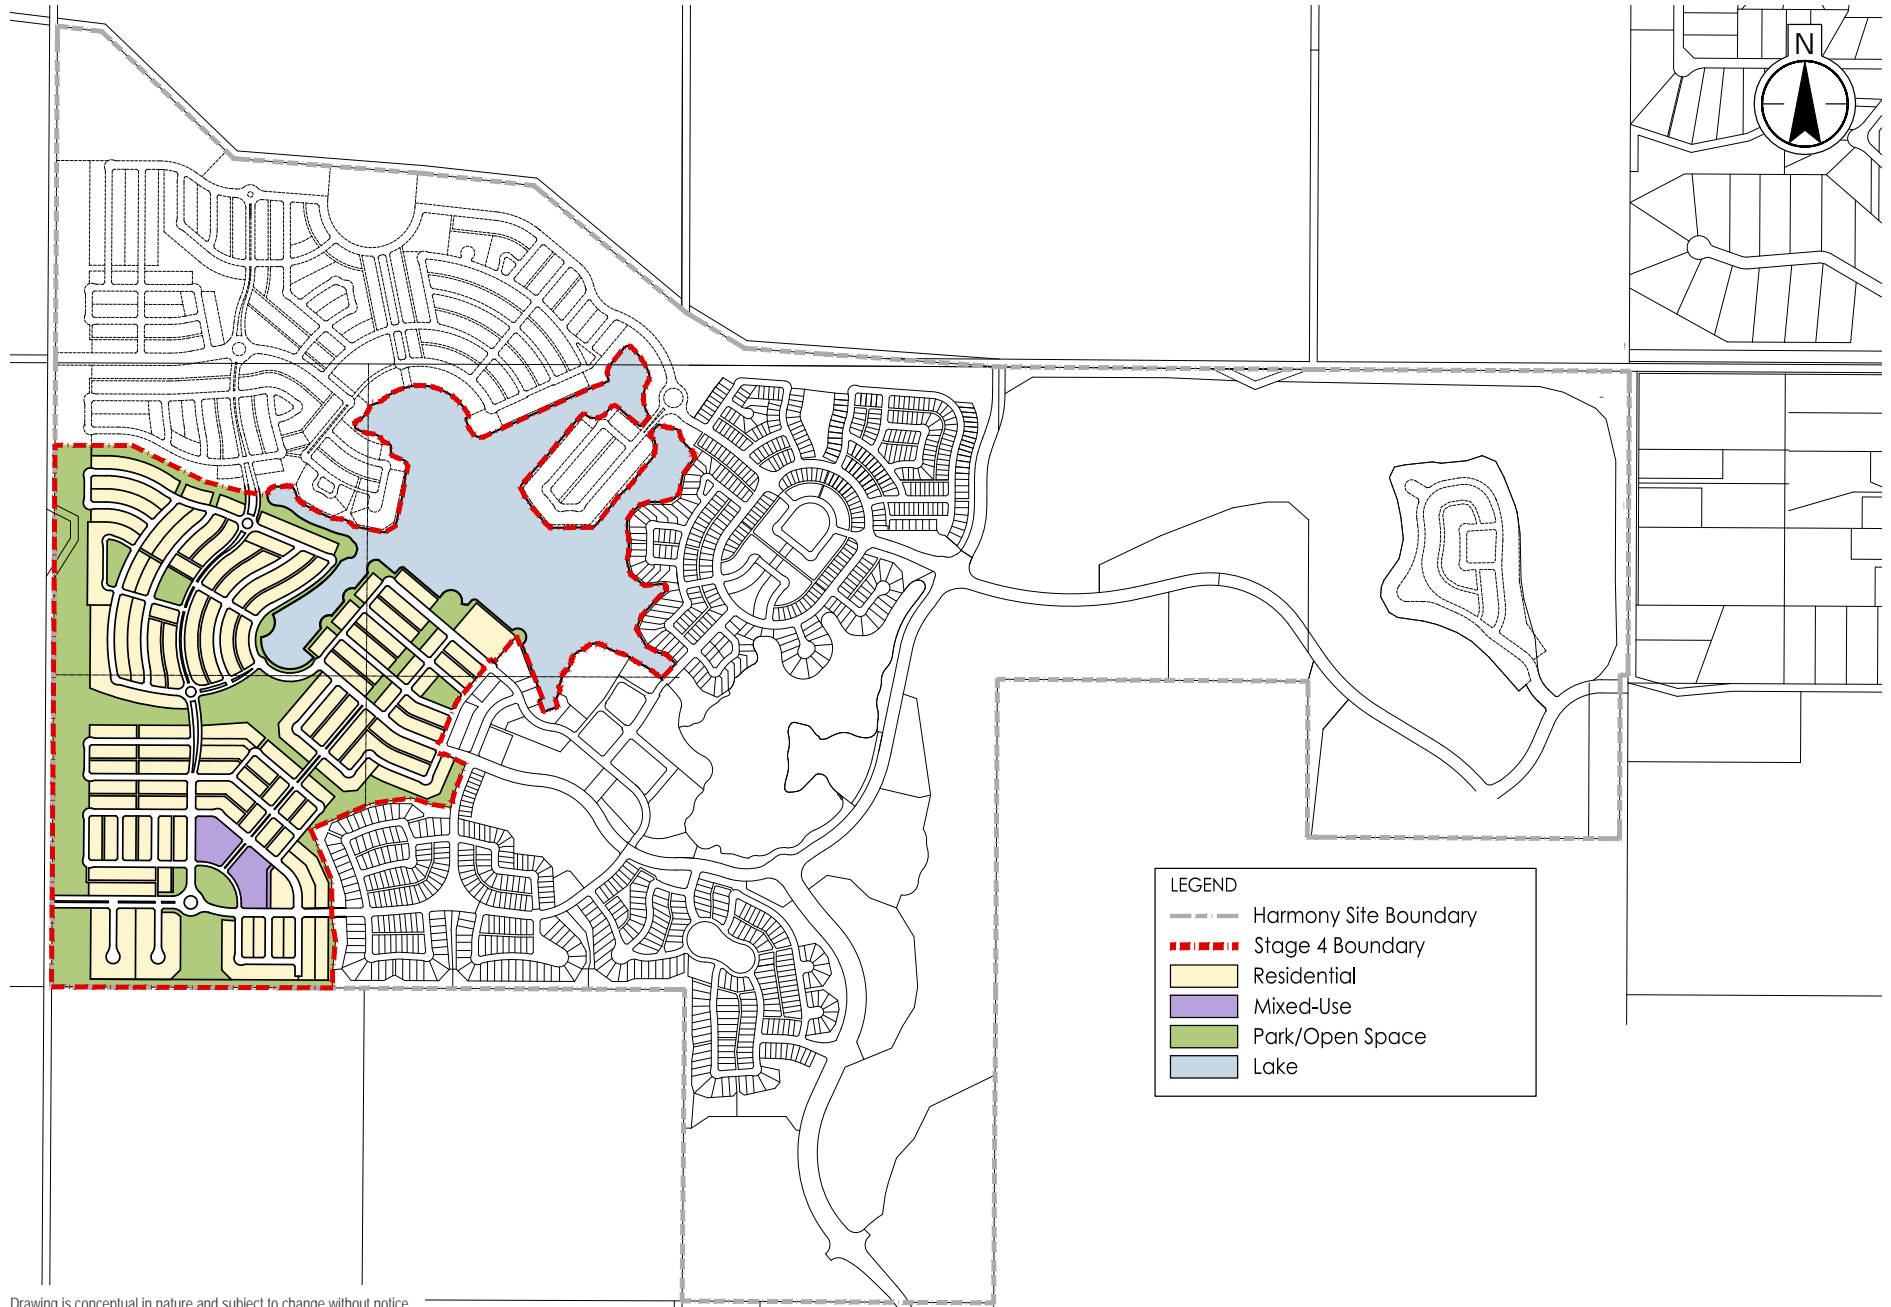 N
LEGEND
Harmony Site Boundary
Stage 4 Boundary
Residential
Mixed-Use
Park/Open Space
Lake
Drawing is conceptual in nature and subject to change without notice